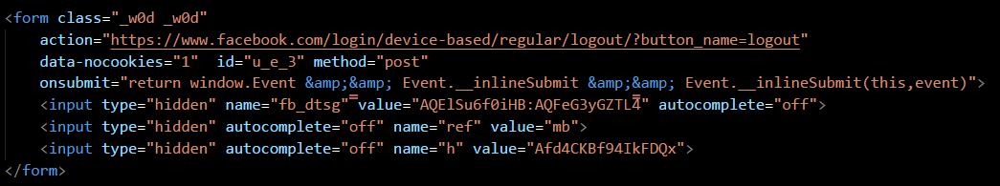 <form class="_w0d _w0d"
action="https://www.facebook.com/login/device-based/regular/logout/?button_name=logout"
data-nocookies="1"  id="u_e_3" method="post"
onsubmit="return window.Event &amp;&amp; Event.__inlineSubmit &amp;&amp; Event.__inlineSubmit(this,event)">
<input type="hidden" name="fb_dtsg" value="AQElSu6f0iHB:AQFeG3yGZTL4" autocomplete="off">
<input type="hidden" autocomplete="off" name="ref" value="mb">
<input type="hidden" autocomplete="off" name="h" value="Afd4CKBf94IkFDQx">
</form>